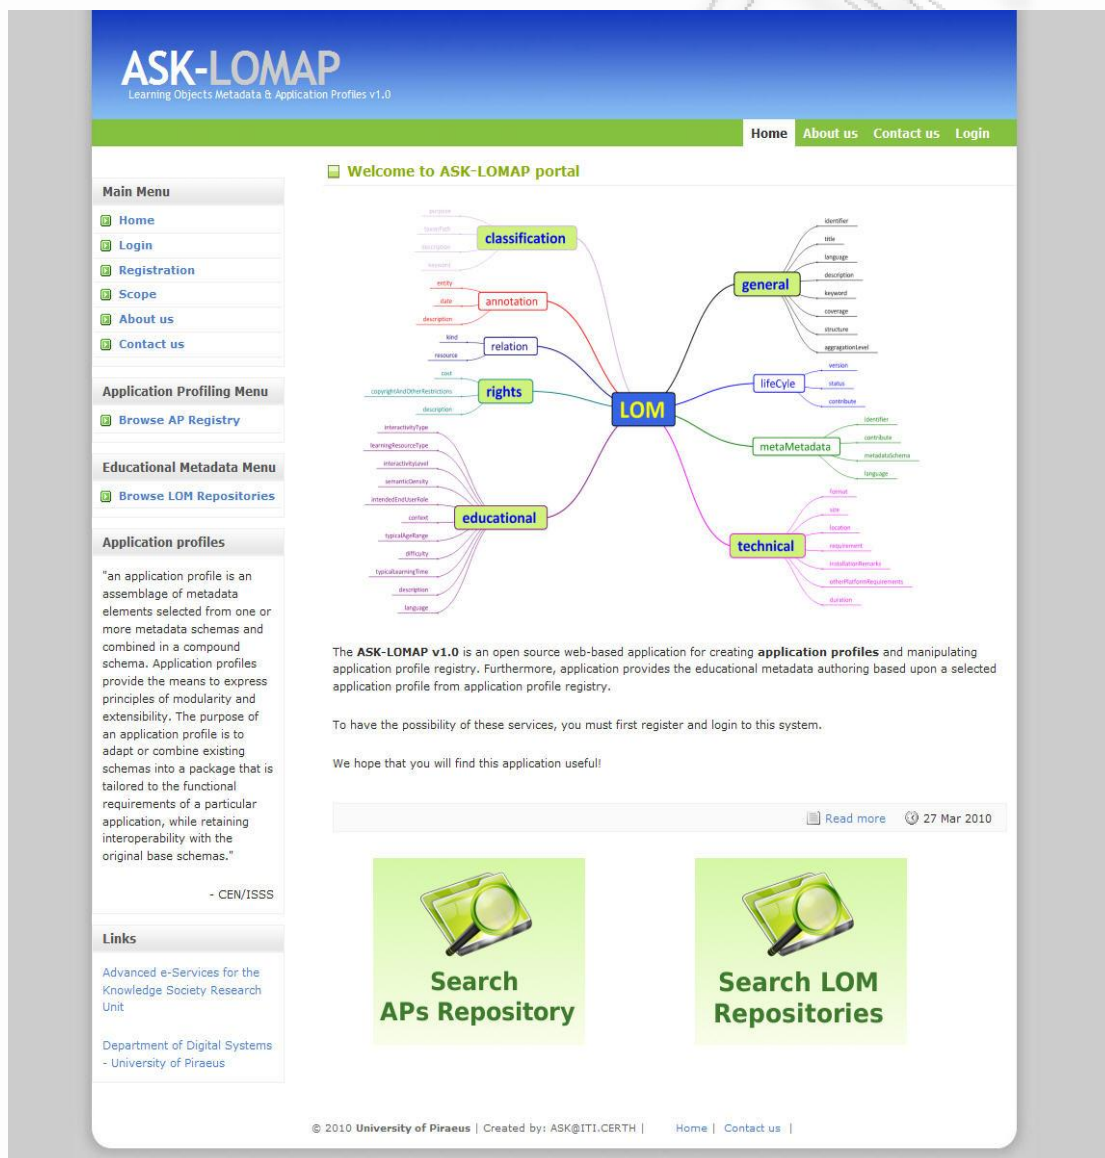 ASK-LOMAP
Learning Objects Metadata & Application Profiles v1.0
Home About us Contact us Login
Main Menu
Home
Login
Registration
Scope
About us
Contact us
Application Profiling Menu
Browse AP Registry
Educational Metadata Menu
Browse LOM Repositories
Application profiles
"an application profile is an
assemblage of metadata
elements selected from one or
more metadata schemas and
combined in a compound
schema. Application profiles
provide the means to express
principles of modularity and
extensibility. The purpose of
an application profile is to
adapt or combine existing
schemas into a package that is
tailored to the functional
requirements of a particular
application, while retaining
interoperability with the
original base schemas."
- CEN/ISSS
Links
Advanced e-Services for the
Knowledge Society Research
Unit
Department of Digital Systems
- University of Piraeus
Welcome to ASK-LOMAP portal
purpose
taxonPath
description
keyword
classification
entity
date
description
annotation
kind
resource
relation
cost
copyrightAndOtherRestrictions
description
rights
interactivityType
learningResourceType
interactivityLevel
semanticDensity
intendedEndUserRole
context
typicalAgeRange
difficulty
typicalLearningTime
description
language
educational
LOM
general
identifier
title
language
description
keyword
coverage
structure
aggragationLevel
lifeCyle
version
status
contribute
metaMetadata
identifier
contribute
metadataSchema
language
technical
format
size
location
requirement
installationRemarks
otherPlatformRequirements
duration
The ASK-LOMAP v1.0 is an open source web-based application for creating application profiles and manipulating
application profile registry. Furthermore, application provides the educational metadata authoring based upon a selected
application profile from application profile registry.
To have the possibility of these services, you must first register and login to this system.
We hope that you will find this application useful!
Read more 27 Mar 2010
Search
APs Repository
Search LOM
Repositories
© 2010 University of Piraeus | Created by: ASK@ITI.CERTH | Home | Contact us |